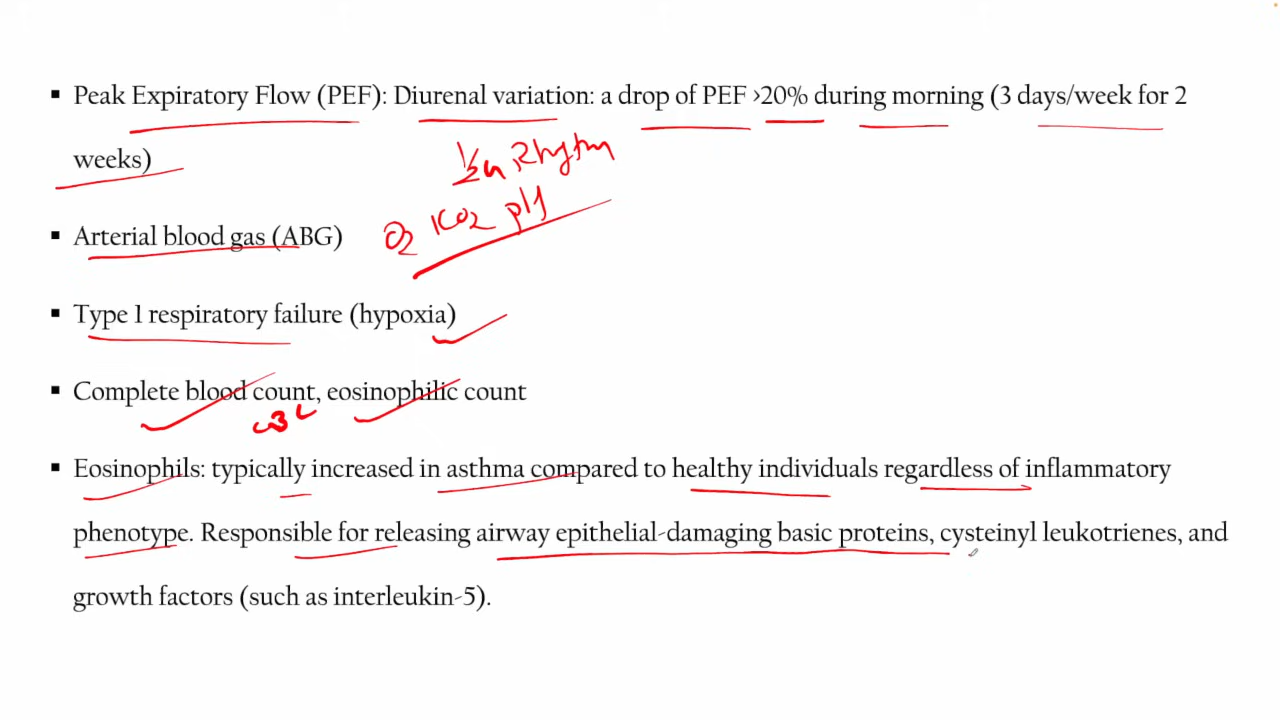 ▪ Peak Expiratory Flow (PEF): Diurenal variation: a drop of PEF >20% during morning (3 days/week for 2
weeks)
Rhythm
▪ Arterial blood gas (ABG)
O2 CO2 pH
▪ Type 1 respiratory failure (hypoxia)
▪ Complete blood count, eosinophilic count
CBC
▪ Eosinophils: typically increased in asthma compared to healthy individuals regardless of inflammatory
phenotype. Responsible for releasing airway epithelial-damaging basic proteins, cysteinyl leukotrienes, and
growth factors (such as interleukin-5).